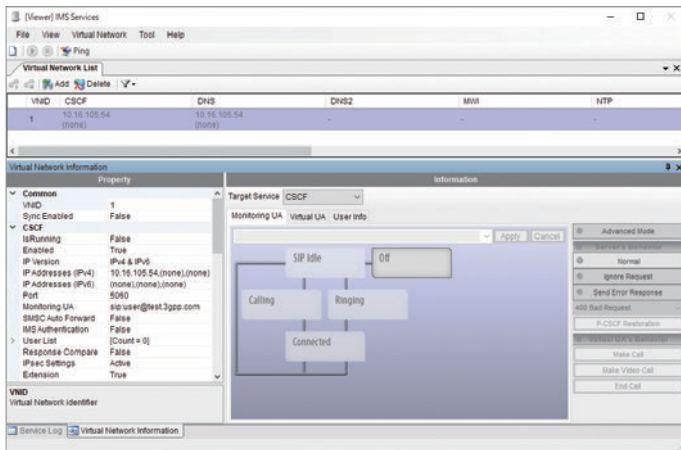 [Viewer] IMS Services
File View Virtual Network Tool Help
Ping
Virtual Network List
Add Delete
VNID CSCF DNS DNS2 MWI NTP
1 10.16.105.54 10.16.105.54 - - -
(none) (none)
Virtual Network Information
Property Information
Common
VNID 1
Sync Enabled False
CSCF
IsRunning False
Enabled True
IP Version IPv4 & IPv6
IP Addresses (IPv4) 10.16.105.54,(none),(none)
IP Addresses (IPv6) (none),(none),(none)
Port 5060
Monitoring UA sip:user@test.3gpp.com
SMSC Auto Forward False
IMS Authentication False
User List [Count = 0]
Response Compare False
IPsec Settings Active
Extension True
VNID
Virtual Network identifier
Target Service CSCF
Monitoring UA Virtual UA User Info
Apply Cancel
SIP Idle Off
Calling Ringing
Connected
Advanced Mode
Server's Behavior
Normal
Ignore Request
Send Error Response
400 Bad Request
P-CSCF Restoration
Virtual UA's Behavior
Make Call
Make Video Call
End Call
Service Log Virtual Network Information